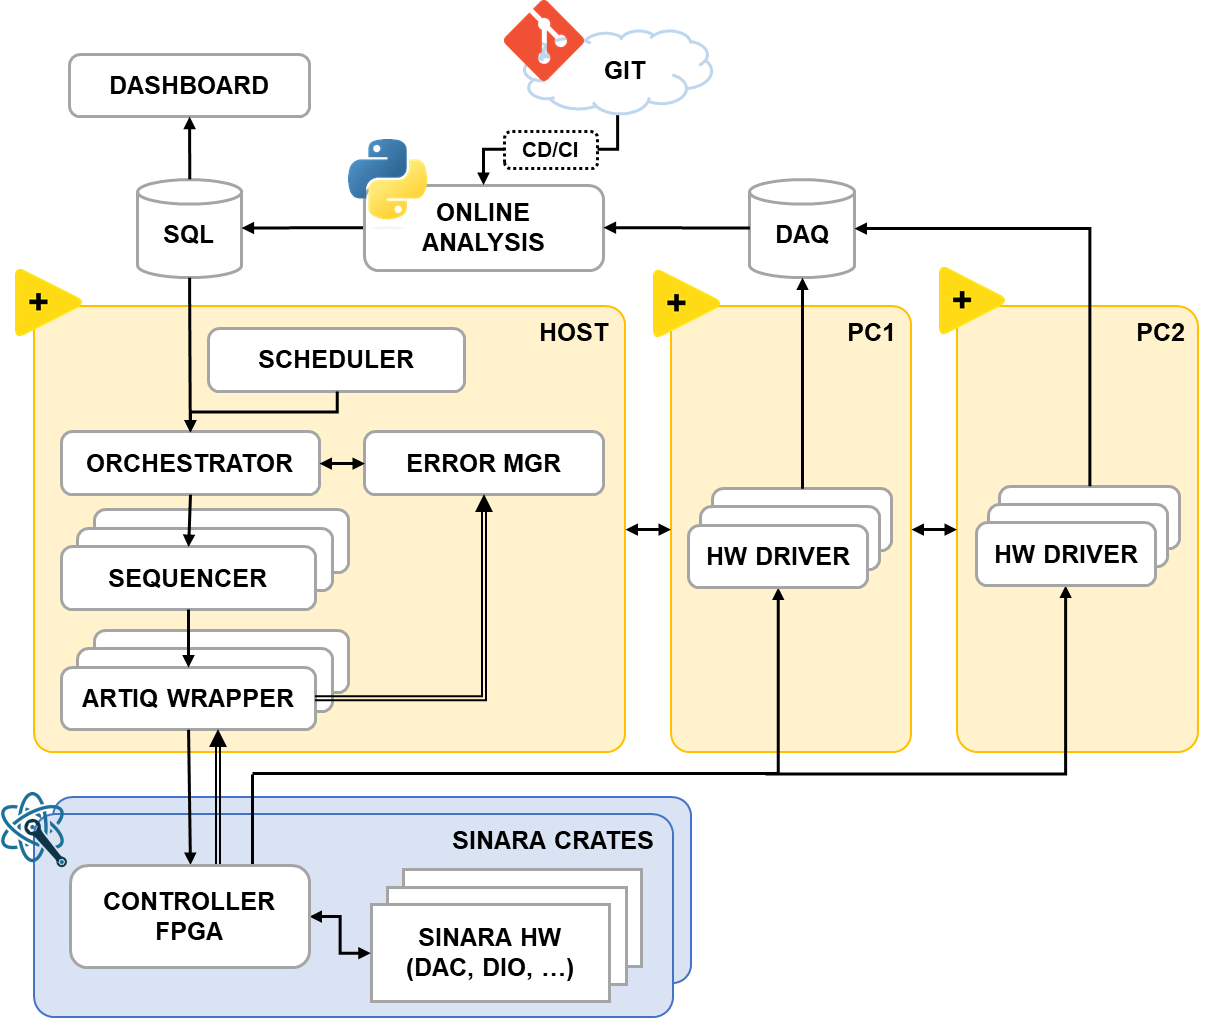 DASHBOARD
GIT
CD/CI
ONLINE
ANALYSIS
SQL
DAQ
HOST
PC1
PC2
SCHEDULER
ORCHESTRATOR
ERROR MGR
SEQUENCER
HW DRIVER
HW DRIVER
ARTIQ WRAPPER
SINARA CRATES
CONTROLLER
FPGA
SINARA HW
(DAC, DIO, …)